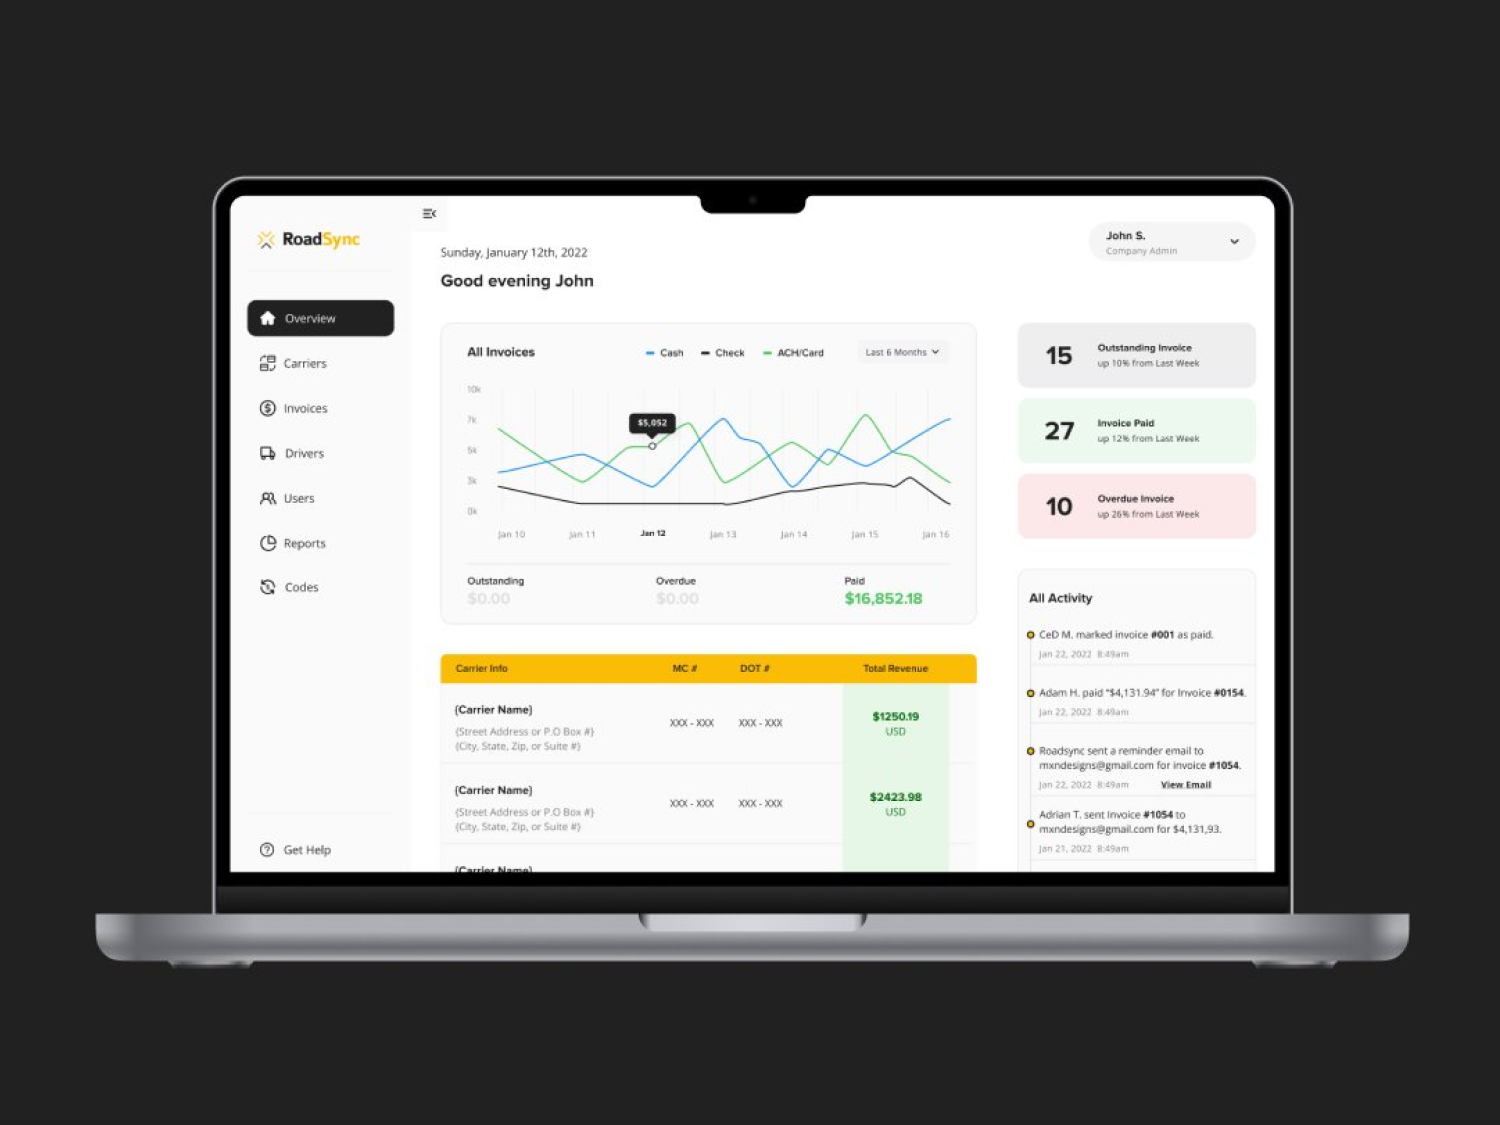 RoadSync
Overview
Carriers
Invoices
Drivers
Users
Reports
Codes
Get Help
Sunday, January 12th, 2022
Good evening John
John S.
Company Admin
All Invoices
Cash
Check
ACH/Card
Last 6 Months
10k
7k
5k
3k
0k
$5,052
Jan 10
Jan 11
Jan 12
Jan 13
Jan 14
Jan 15
Jan 16
Outstanding
$0.00
Overdue
$0.00
Paid
$16,852.18
15
Outstanding Invoice
up 10% from Last Week
27
Invoice Paid
up 12% from Last Week
10
Overdue Invoice
up 26% from Last Week
Carrier Info MC # DOT # Total Revenue
{Carrier Name}
{Street Address or P.O Box #}
{City, State, Zip, or Suite #}
XXX - XXX XXX - XXX
$1250.19
USD
{Carrier Name}
{Street Address or P.O Box #}
{City, State, Zip, or Suite #}
XXX - XXX XXX - XXX
$2423.98
USD
{Carrier Name}
All Activity
CeD M. marked invoice #001 as paid.
Jan 22, 2022 8:49am
Adam H. paid “$4,131.94” for Invoice #0154.
Jan 22, 2022 8:49am
Roadsync sent a reminder email to
mxndesigns@gmail.com for invoice #1054.
Jan 22, 2022 8:49am View Email
Adrian T. sent Invoice #1054 to
mxndesigns@gmail.com for $4,131,93.
Jan 21, 2022 8:49am